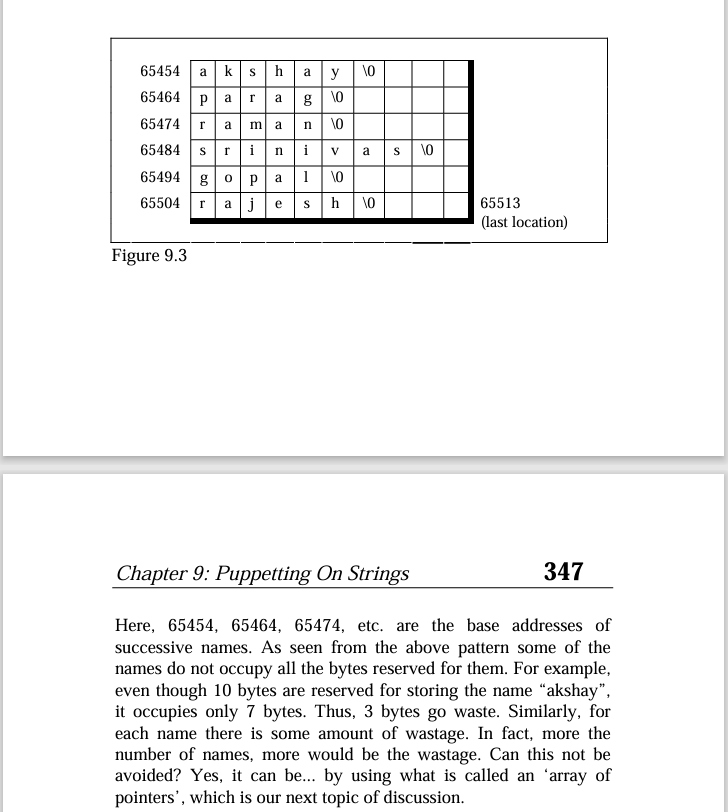 65454 a k s h a y \0
65464 p a r a g \0
65474 r a m a n \0
65484 s r i n i v a s \0
65494 g o p a l \0
65504 r a j e s h \0 65513
(last location)
Figure 9.3
Chapter 9: Puppetting On Strings 347
Here, 65454, 65464, 65474, etc. are the base addresses of
successive names. As seen from the above pattern some of the
names do not occupy all the bytes reserved for them. For example,
even though 10 bytes are reserved for storing the name “akshay”,
it occupies only 7 bytes. Thus, 3 bytes go waste. Similarly, for
each name there is some amount of wastage. In fact, more the
number of names, more would be the wastage. Can this not be
avoided? Yes, it can be... by using what is called an ‘array of
pointers’, which is our next topic of discussion.